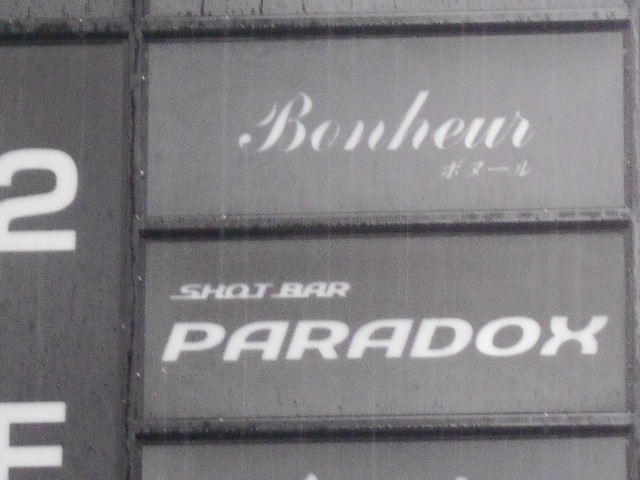 Bonheur
ボヌール
2
SHOT BAR
PARADOX
F